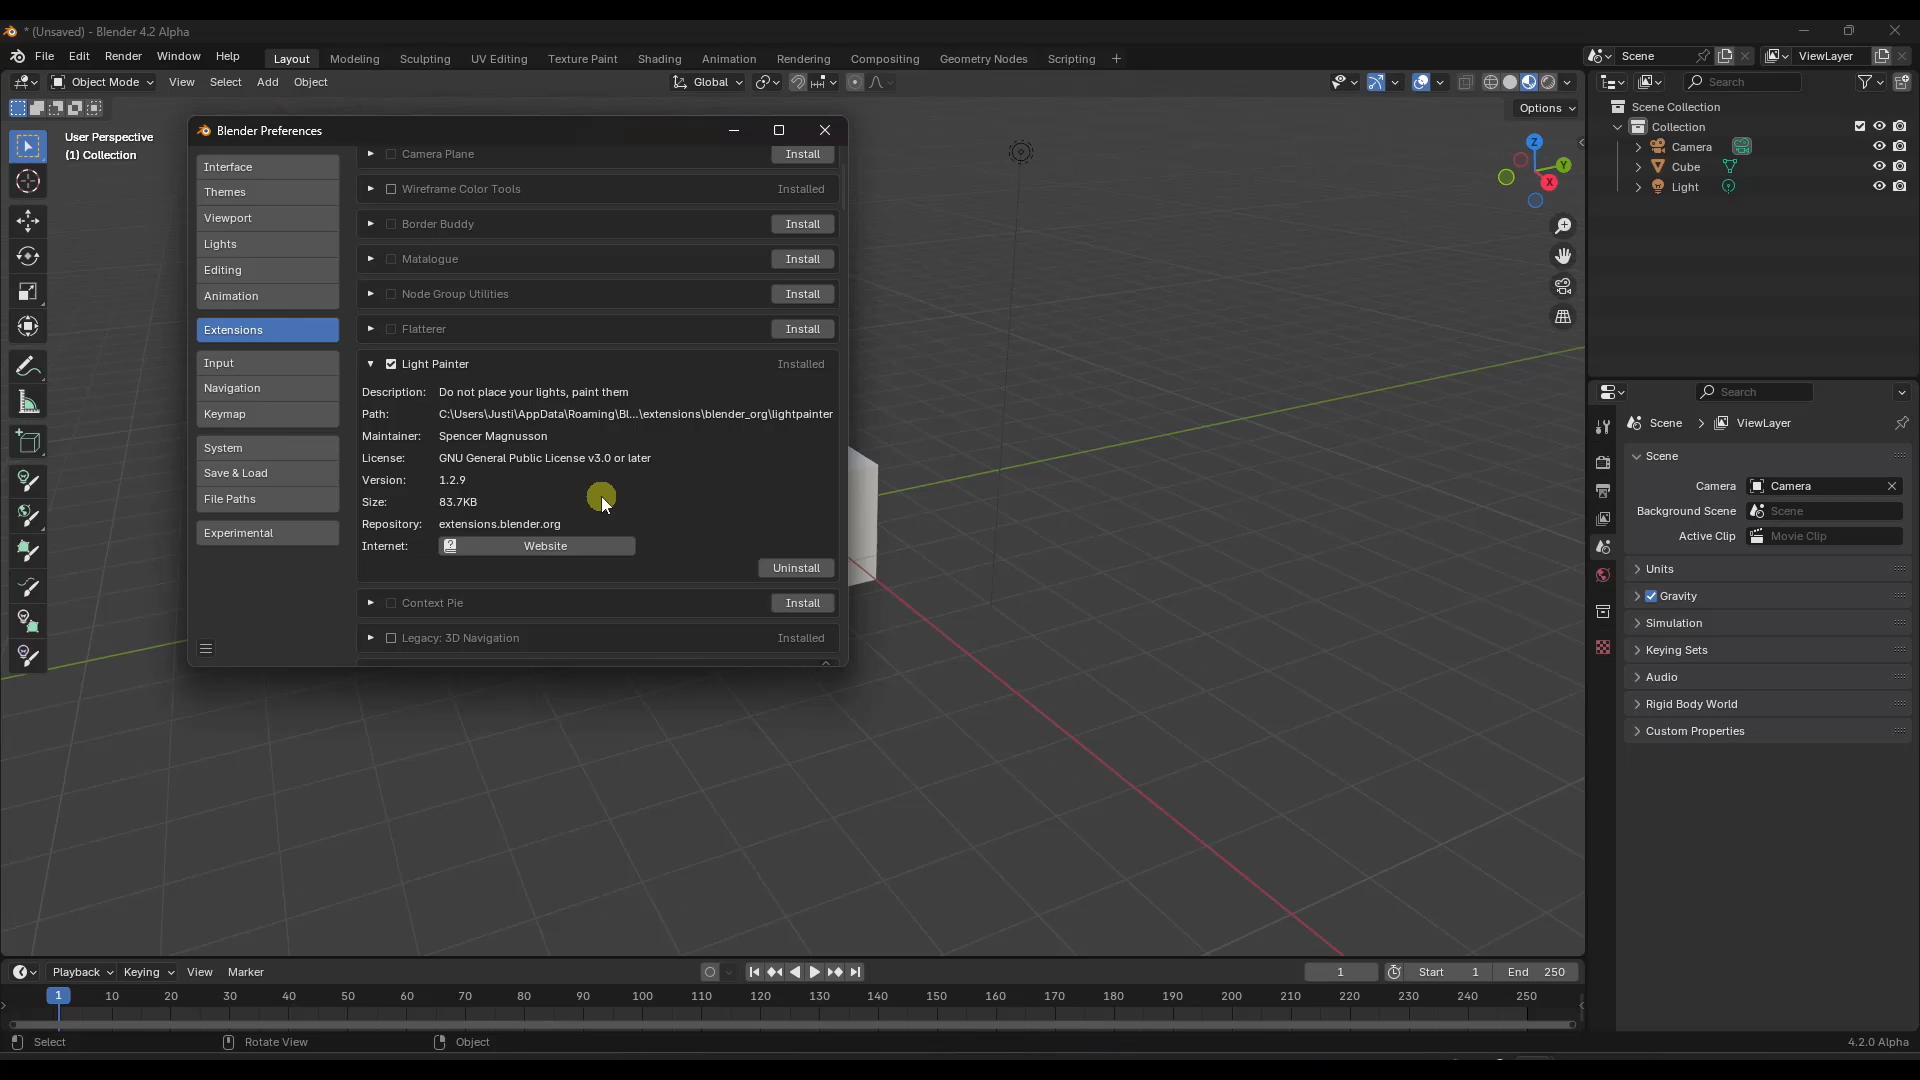 * (Unsaved) - Blender 4.2 Alpha
File Edit Render Window Help Layout Modeling Sculpting UV Editing Texture Paint Shading Animation Rendering Compositing Geometry Nodes Scripting + Scene ViewLayer
Object Mode View Select Add Object Global Search
Options
User Perspective
(1) Collection
Blender Preferences
Interface
Themes
Viewport
Lights
Editing
Animation
Extensions
Input
Navigation
Keymap
System
Save & Load
File Paths
Experimental
Camera Plane Install
Wireframe Color Tools Installed
Border Buddy Install
Matalogue Install
Node Group Utilities Install
Flatterer Install
Light Painter Installed
Description: Do not place your lights, paint them
Path: C:\Users\Justi\AppData\Roaming\Bl...\extensions\blender_org\lightpainter
Maintainer: Spencer Magnusson
License: GNU General Public License v3.0 or later
Version: 1.2.9
Size: 83.7KB
Repository: extensions.blender.org
Internet: Website
Uninstall
Context Pie Install
Legacy: 3D Navigation Installed
Z
Y
X
Scene Collection
Collection
Camera
Cube
Light
Search
Scene > ViewLayer
Scene
Camera Camera
Background Scene Scene
Active Clip Movie Clip
Units
Gravity
Simulation
Keying Sets
Audio
Rigid Body World
Custom Properties
Playback Keying View Marker 1 Start 1 End 250
1 10 20 30 40 50 60 70 80 90 100 110 120 130 140 150 160 170 180 190 200 210 220 230 240 250
Select Rotate View Object 4.2.0 Alpha